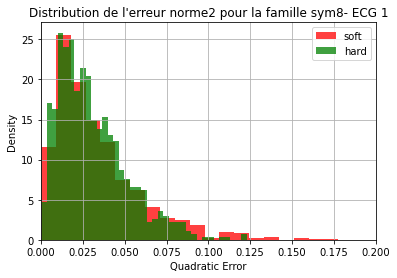 Distribution de l'erreur norme2 pour la famille sym8- ECG 1
soft
hard
25
20
15
10
5
0
Density
0.000 0.025 0.050 0.075 0.100 0.125 0.150 0.175 0.200
Quadratic Error